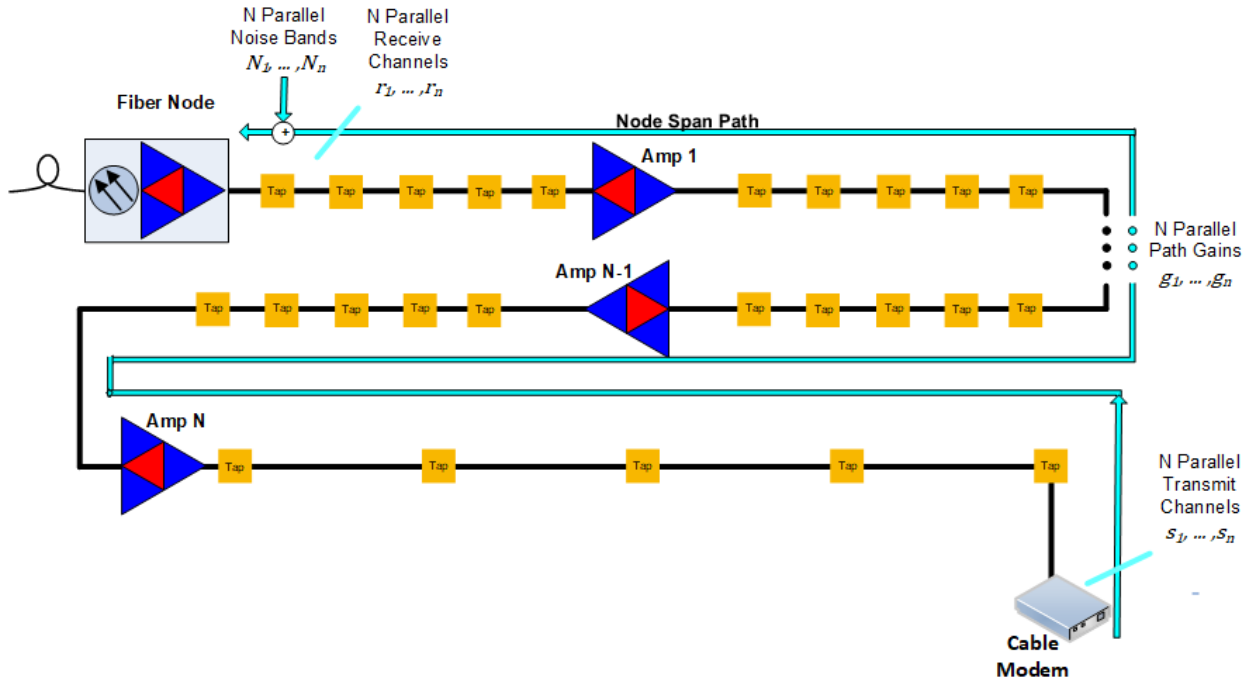 N Parallel
Noise Bands
N₁, ... ,Nₙ
N Parallel
Receive
Channels
r₁, ... ,rₙ
Fiber Node
+
Node Span Path
Amp 1
Tap Tap Tap Tap Tap Tap Tap Tap Tap Tap
N Parallel
Path Gains
g₁, ... ,gₙ
Amp N-1
Tap Tap Tap Tap Tap Tap Tap Tap Tap Tap
Amp N
Tap Tap Tap Tap Tap
N Parallel
Transmit
Channels
s₁, ... ,sₙ
-
Cable
Modem